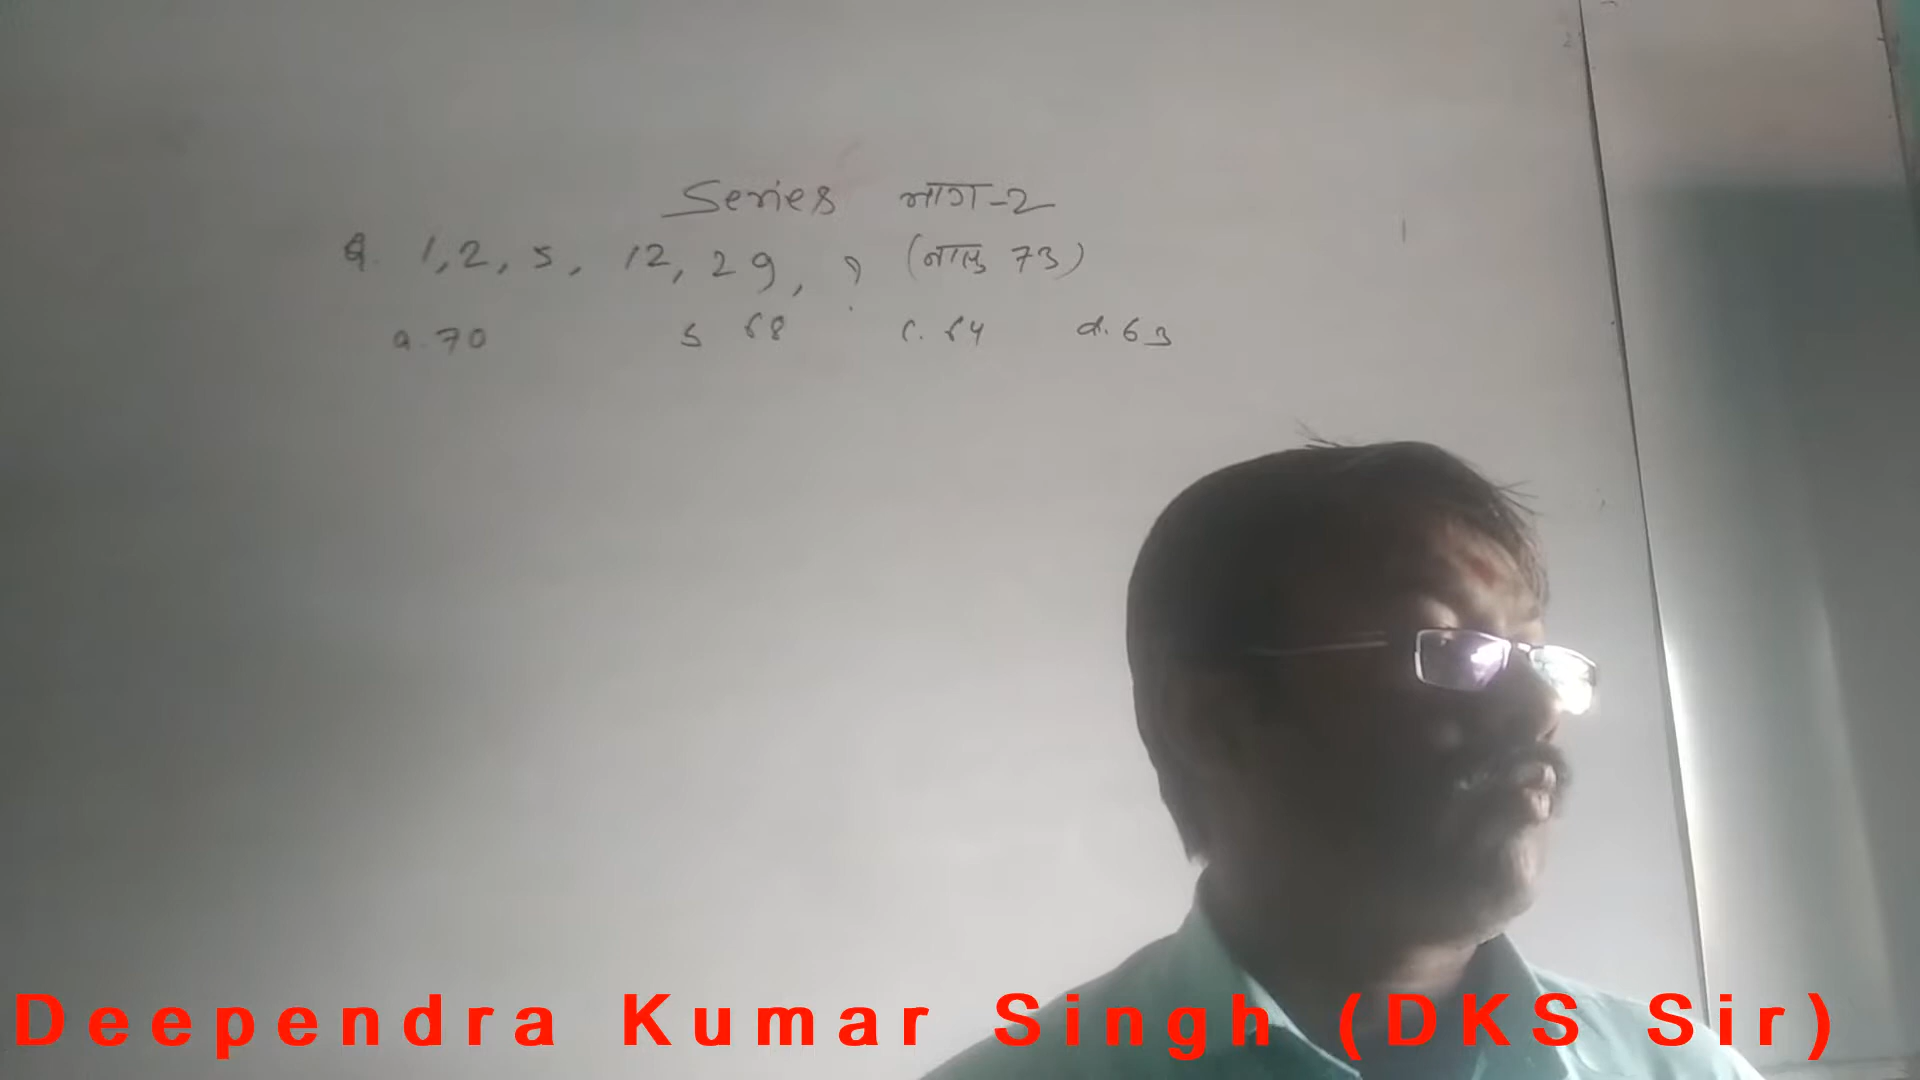 Series भाग-2
Q. 1, 2, 5, 12, 29, ? (नालु 73)
a. 70 b 68 c. 64 d. 63
Deependra Kumar Singh (DKS Sir)